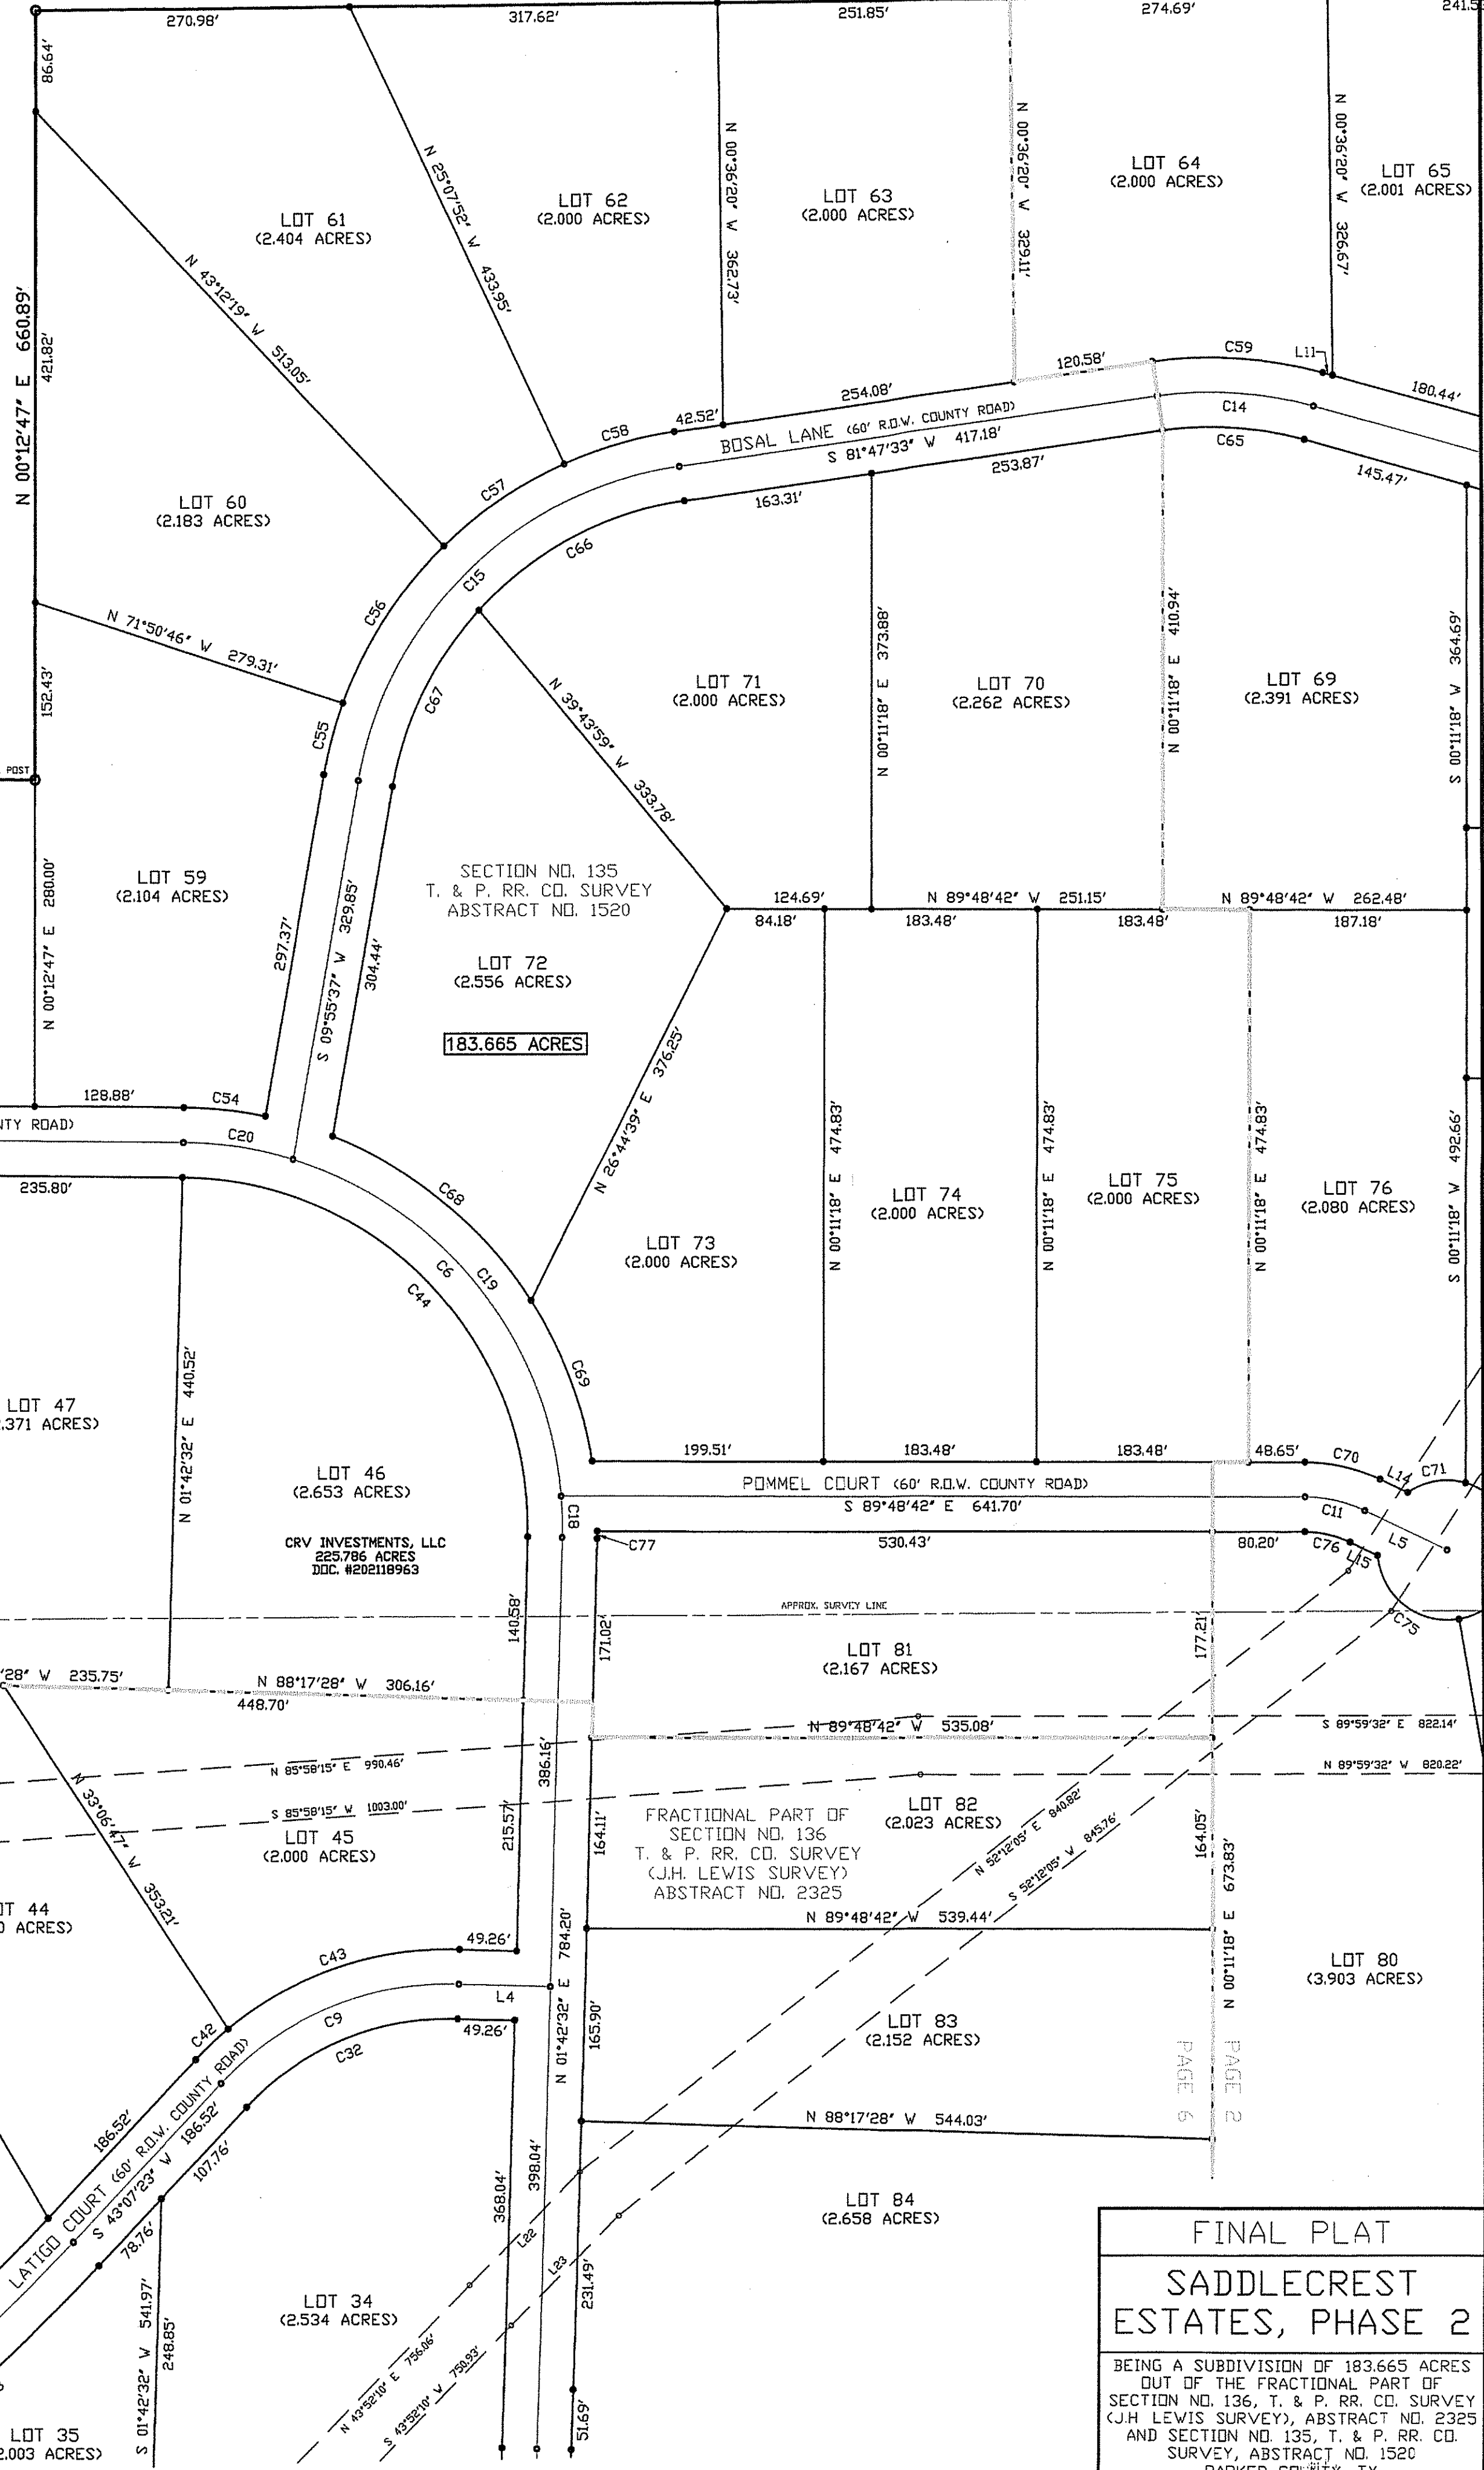 270.98'
317.62'
251.85'
274.69'
86.64'
N 43°12'19" W 513.05'
N 25°07'52" W 433.95'
N 00°36'20" W 362.73'
N 00°36'20" W 329.11'
N 00°36'20" W 326.67'
LOT 61
(2.404 ACRES)
LOT 62
(2.000 ACRES)
LOT 63
(2.000 ACRES)
LOT 64
(2.000 ACRES)
LOT 65
(2.001 ACRES)
N 00°12'47" E 660.89'
421.82'
C59
L11
120.58'
180.44'
254.08'
42.52'
C58
BOSAL LANE (60' R.O.W. COUNTY ROAD)
S 81°47'33" W 417.18'
C14
C65
145.47'
253.87'
163.31'
C57
C66
C15
C56
LOT 60
(2.183 ACRES)
N 71°50'46" W 279.31'
152.43'
C55
C67
N 39°43'59" W 333.78'
LOT 71
(2.000 ACRES)
N 00°11'18" E 373.88'
LOT 70
(2.262 ACRES)
N 00°11'18" E 410.94'
LOT 69
(2.391 ACRES)
S 00°11'18" W 364.69'
POST
N 00°12'47" E 280.00'
LOT 59
(2.104 ACRES)
297.37'
S 09°55'37" W 389.85'
304.44'
SECTION NO. 135
T. & P. RR. CO. SURVEY
ABSTRACT NO. 1520
LOT 72
(2.556 ACRES)
183.665 ACRES
124.69'
N 89°48'42" W 251.15'
N 89°48'42" W 262.48'
84.18'
183.48'
183.48'
187.18'
N 26°44'39" E 376.25'
128.88'
C54
C20
235.80'
C68
C6
C19
C44
C69
LOT 73
(2.000 ACRES)
N 00°11'18" E 474.83'
LOT 74
(2.000 ACRES)
N 00°11'18" E 474.83'
LOT 75
(2.000 ACRES)
N 00°11'18" E 474.83'
LOT 76
(2.080 ACRES)
S 00°11'18" W 492.66'
LOT 47
N 01°42'32" E 440.52'
LOT 46
(2.653 ACRES)
CRV INVESTMENTS, LLC
225.786 ACRES
DOC. #202118963
199.51'
183.48'
183.48'
48.65'
C70
L14
C71
POMMEL COURT (60' R.O.W. COUNTY ROAD)
S 89°48'42" E 641.70'
C11
L5
C18
C77
530.43'
80.20'
C76
L15
C75
140.58'
171.02'
APPROX. SURVEY LINE
LOT 81
(2.167 ACRES)
177.21'
235.75'
N 88°17'28" W 306.16'
448.70'
N 89°48'42" W 535.08'
S 89°59'32" E 822.14'
N 85°58'15" E 990.46'
386.16'
N 89°59'32" W 820.22'
S 85°58'15" W 1003.00'
N 33°06'47" W 353.21'
LOT 45
(2.000 ACRES)
215.57'
164.11'
FRACTIONAL PART OF
SECTION NO. 136
T. & P. RR. CO. SURVEY
(J.H. LEWIS SURVEY)
ABSTRACT NO. 2325
LOT 82
(2.023 ACRES)
N 52°12'05" E 840.82'
S 52°12'05" W 845.76'
164.05'
N 00°11'18" E 673.83'
N 89°48'42" W 539.44'
44
ACRES)
C43
49.26'
L4
C9
C42
C32
49.26'
N 01°42'32" E 784.20'
165.90'
LOT 83
(2.152 ACRES)
LOT 80
(3.903 ACRES)
PAGE 6
PAGE 2
N 88°17'28" W 544.03'
186.52'
LATIGO COURT (60' R.O.W. COUNTY ROAD)
S 43°07'23" W 186.52'
107.76'
78.76'
368.04'
398.04'
L22
L23
231.49'
LOT 84
(2.658 ACRES)
S 01°42'32" W 541.97'
248.85'
LOT 34
(2.534 ACRES)
N 43°52'10" E 756.06'
S 43°52'10" W 750.93'
51.69'
LOT 35
FINAL PLAT
SADDLECREST
ESTATES, PHASE 2
BEING A SUBDIVISION OF 183.665 ACRES
OUT OF THE FRACTIONAL PART OF
SECTION NO. 136, T. & P. RR. CO. SURVEY
(J.H LEWIS SURVEY), ABSTRACT NO. 2325
AND SECTION NO. 135, T. & P. RR. CO.
SURVEY, ABSTRACT NO. 1520